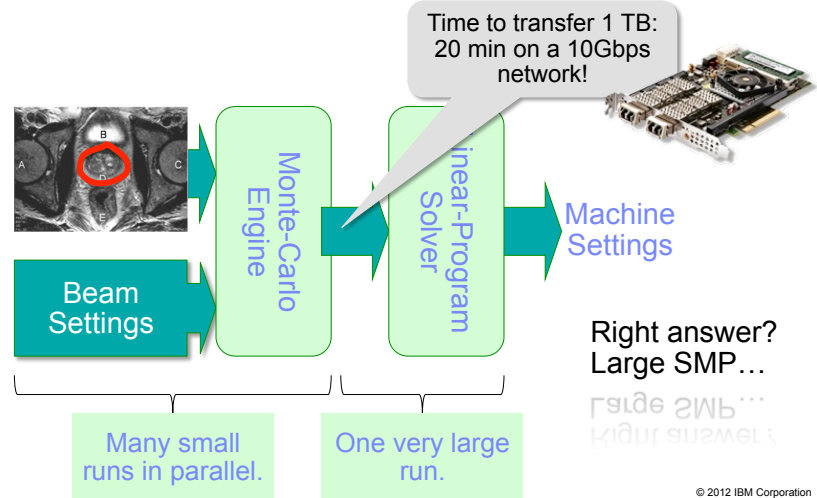 Time to transfer 1 TB:
20 min on a 10Gbps
network!
A
B
C
D
E
Beam
Settings
Monte-Carlo
Engine
Linear-Program
Solver
Machine
Settings
Right answer?
Large SMP…
Many small
runs in parallel.
One very large
run.
© 2012 IBM Corporation